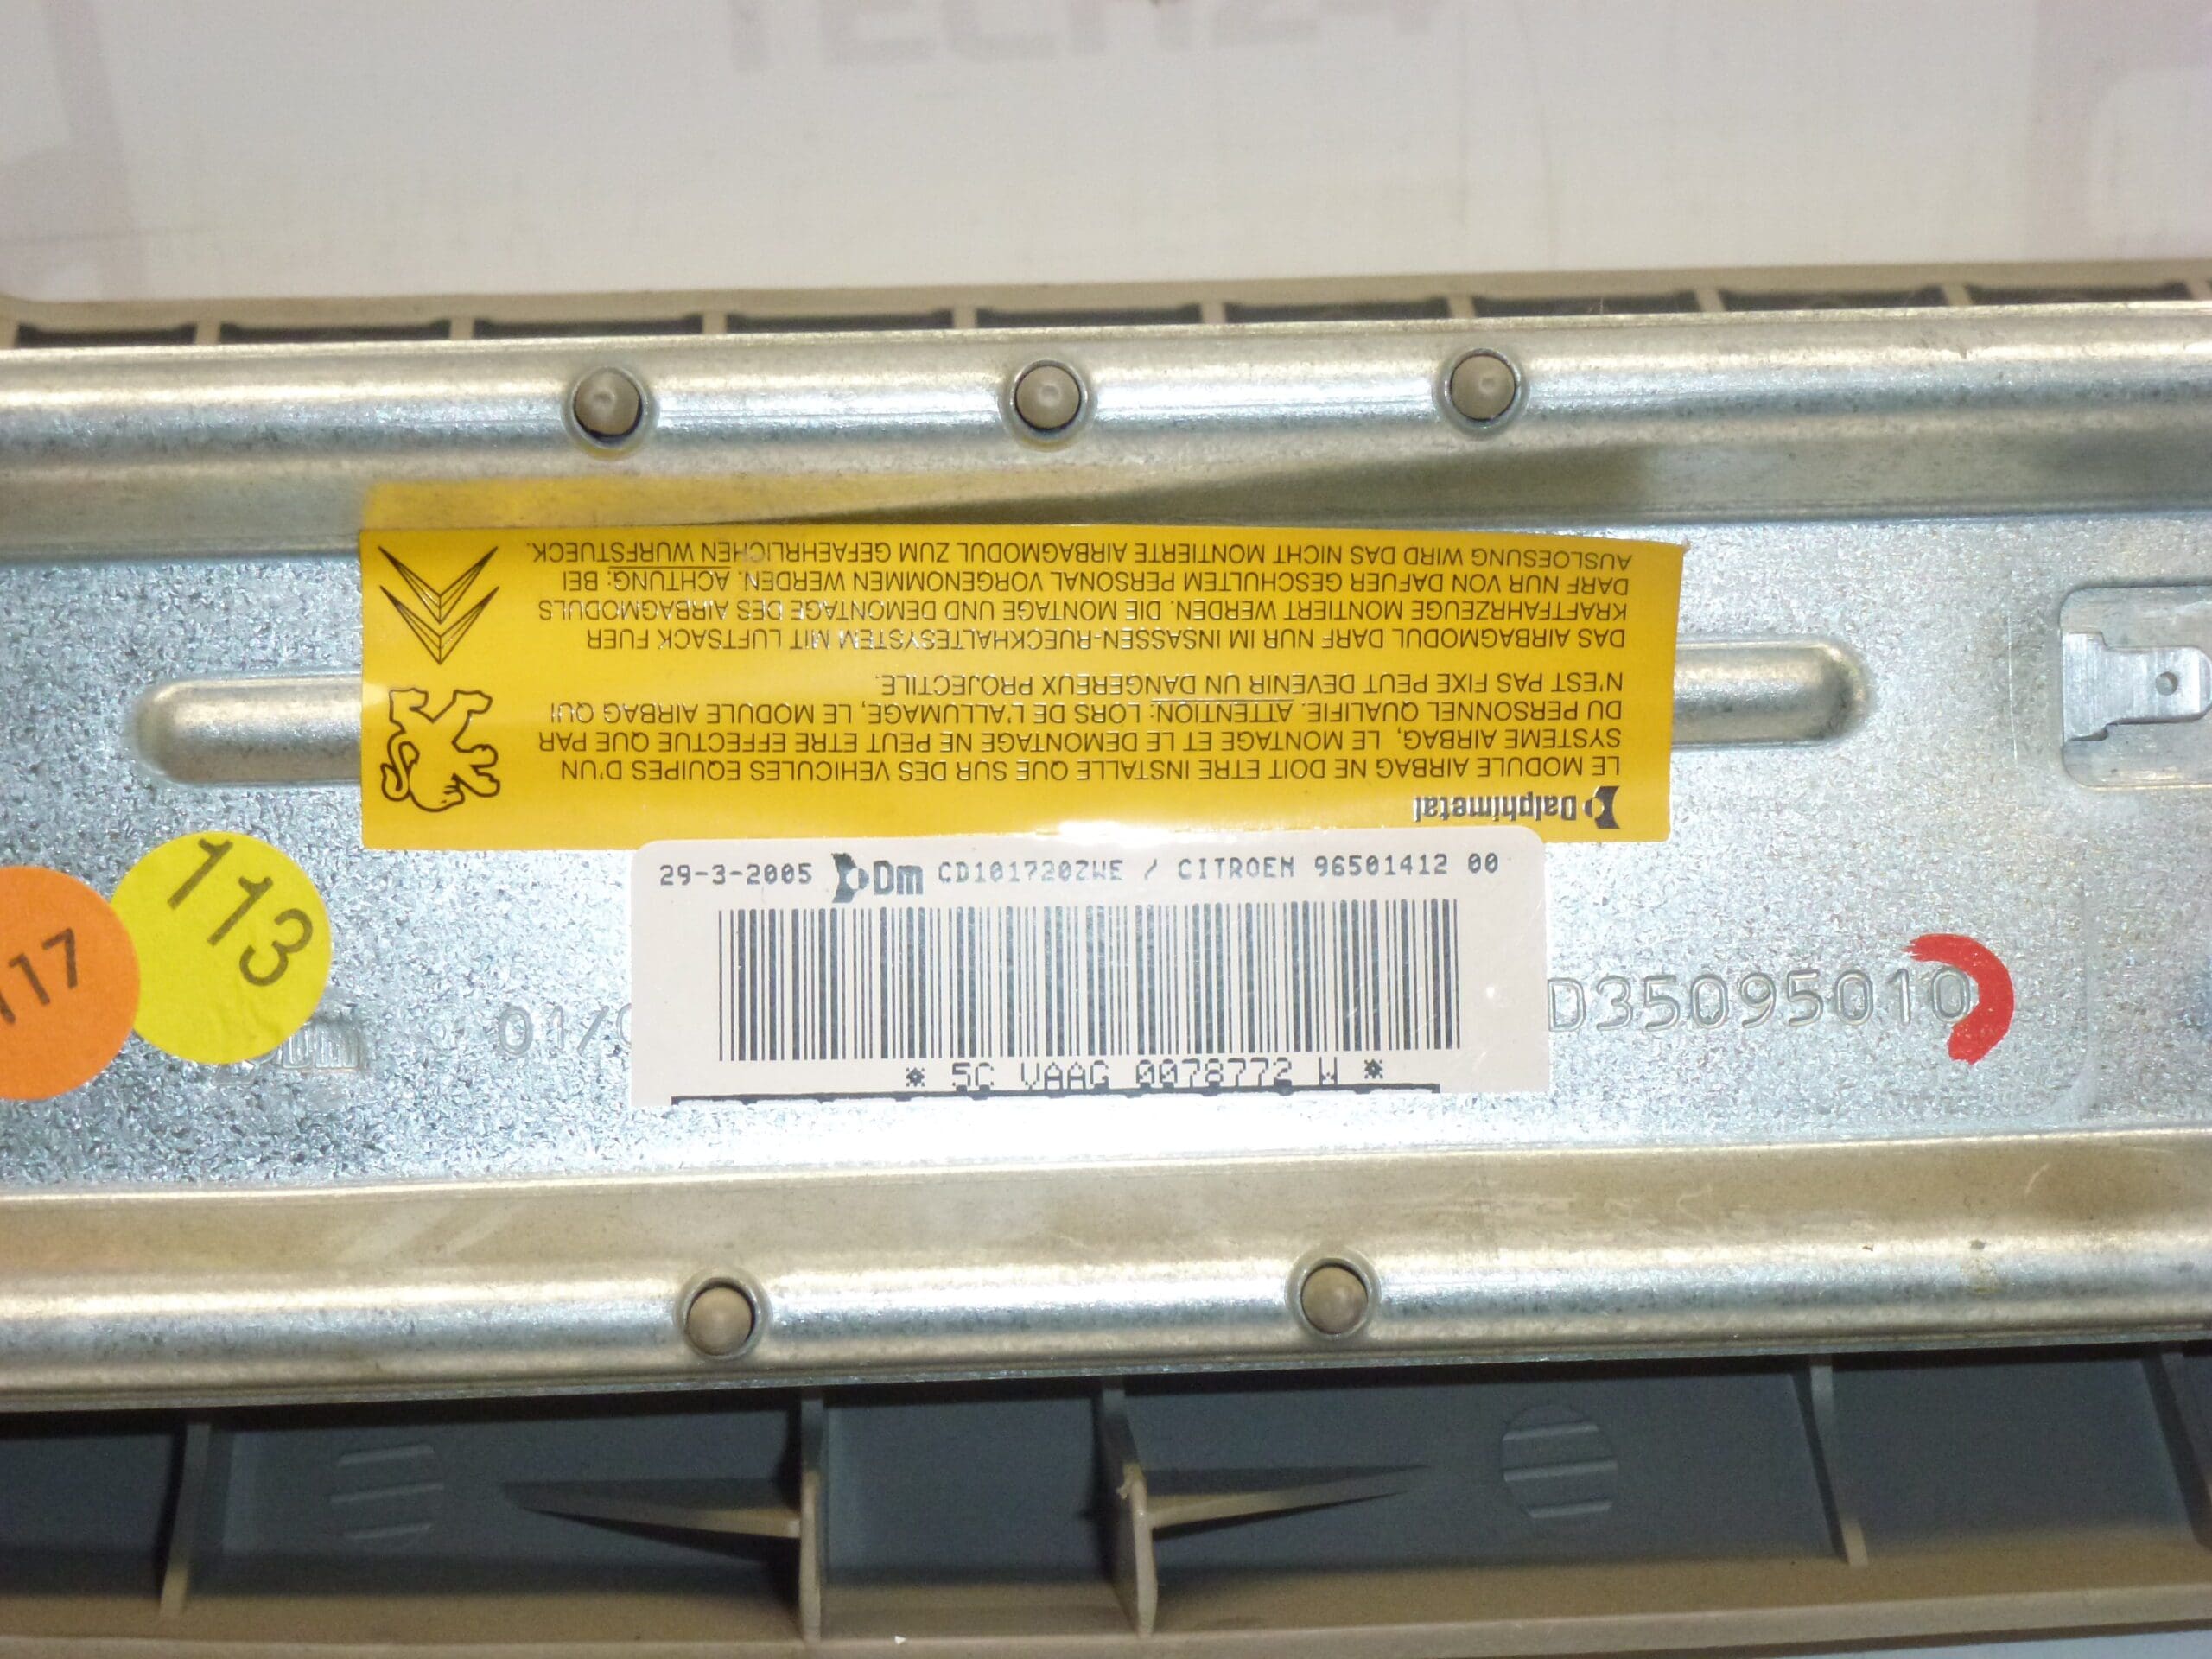 TECH24
Dalphimetal
LE MODULE AIRBAG NE DOIT ETRE INSTALLE QUE SUR DES VEHICULES EQUIPES D'UN
SYSTEME AIRBAG, LE MONTAGE ET LE DEMONTAGE NE PEUT ETRE EFFECTUE QUE PAR
DU PERSONNEL QUALIFIE. ATTENTION: LORS DE L'ALLUMAGE, LE MODULE AIRBAG QUI
N'EST PAS FIXE PEUT DEVENIR UN DANGEREUX PROJECTILE.
DAS AIRBAGMODUL DARF NUR IM INSASSEN-RUECKHALTESYSTEM MIT LUFTSACK FUER
KRAFTFAHRZEUGE MONTIERT WERDEN. DIE MONTAGE UND DEMONTAGE DES AIRBAGMODULS
DARF NUR VON DAFUER GESCHULTEM PERSONAL VORGENOMMEN WERDEN. ACHTUNG: BEI
AUSLOESUNG WIRD DAS NICHT MONTIERTE AIRBAGMODUL ZUM GEFAEHRLICHEN WURFSTUECK.
29-3-2005 Dm CD101720ZWE / CITROEN 96501412 00
* 5C VAAG 0078772 W *
117
113
01/0
D35095010